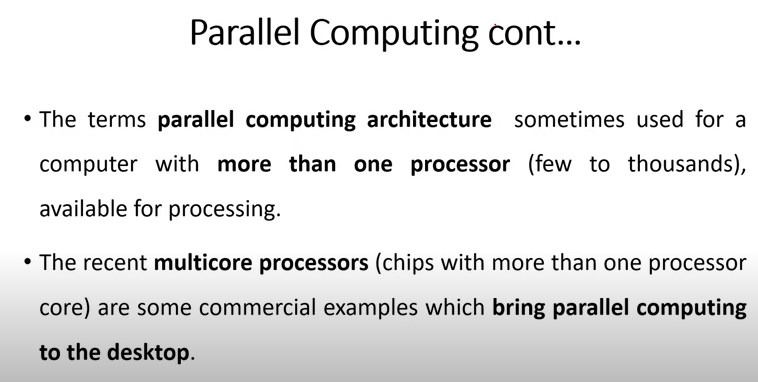 Parallel Computing cont...
• The terms parallel computing architecture sometimes used for a
computer with more than one processor (few to thousands),
available for processing.
• The recent multicore processors (chips with more than one processor
core) are some commercial examples which bring parallel computing
to the desktop.